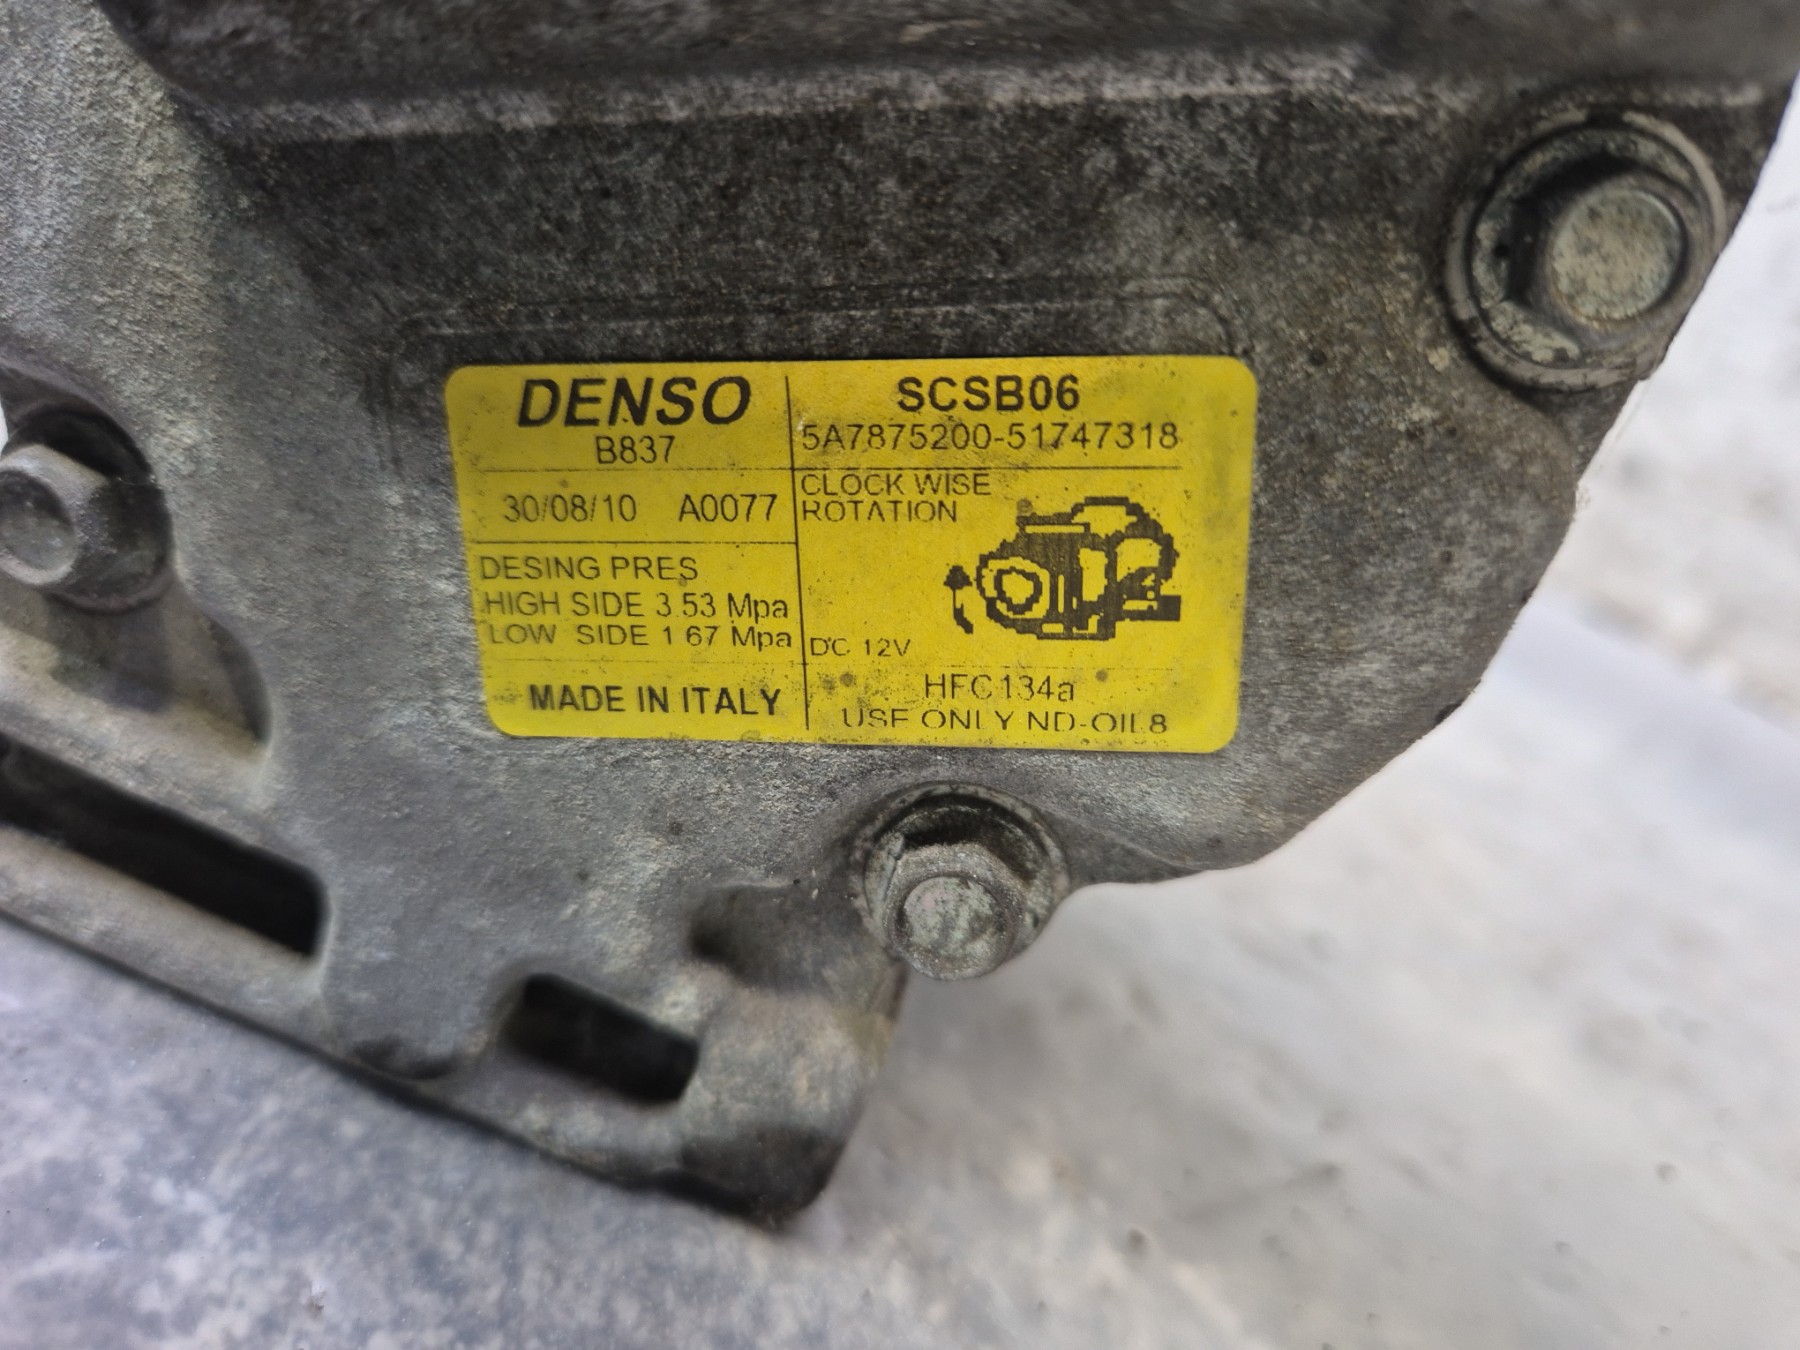 DENSO
B837
SCSB06
5A7875200-51747318
30/08/10 A0077
CLOCK WISE
ROTATION
DESING PRES
HIGH SIDE 3.53 Mpa
LOW SIDE 1.67 Mpa
DC 12V
MADE IN ITALY
HFC134a
USE ONLY ND-OIL8